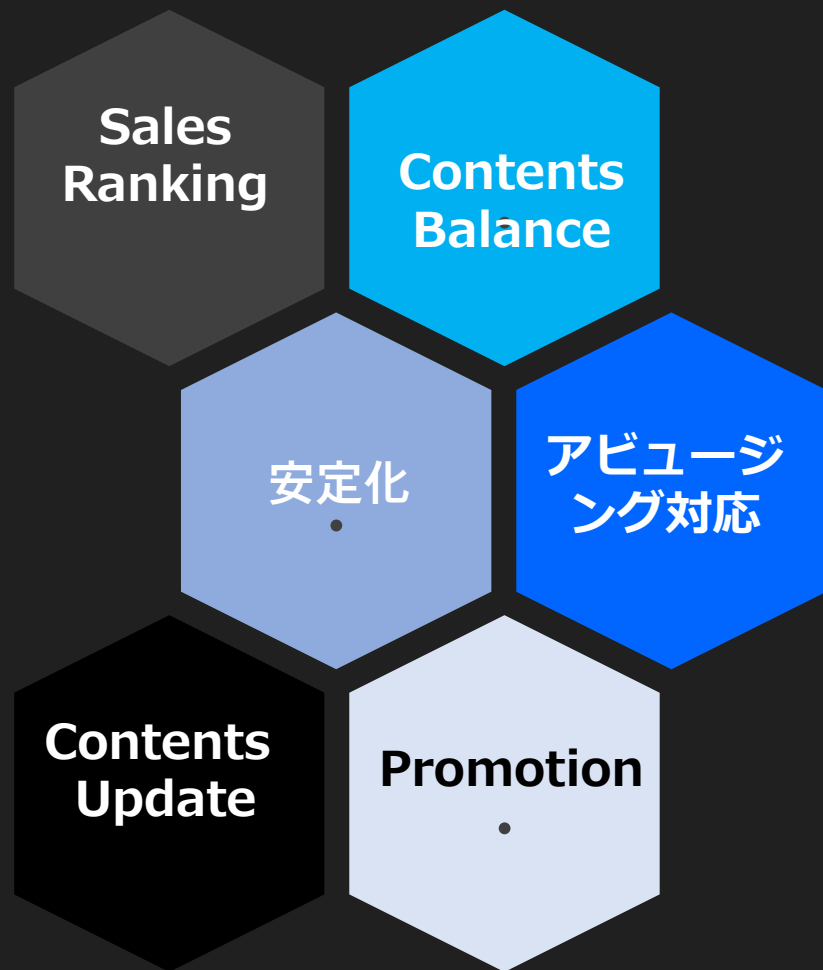 Sales
Ranking
Contents
Balance
安定化
アビュージ
ング対応
Contents
Update
Promotion